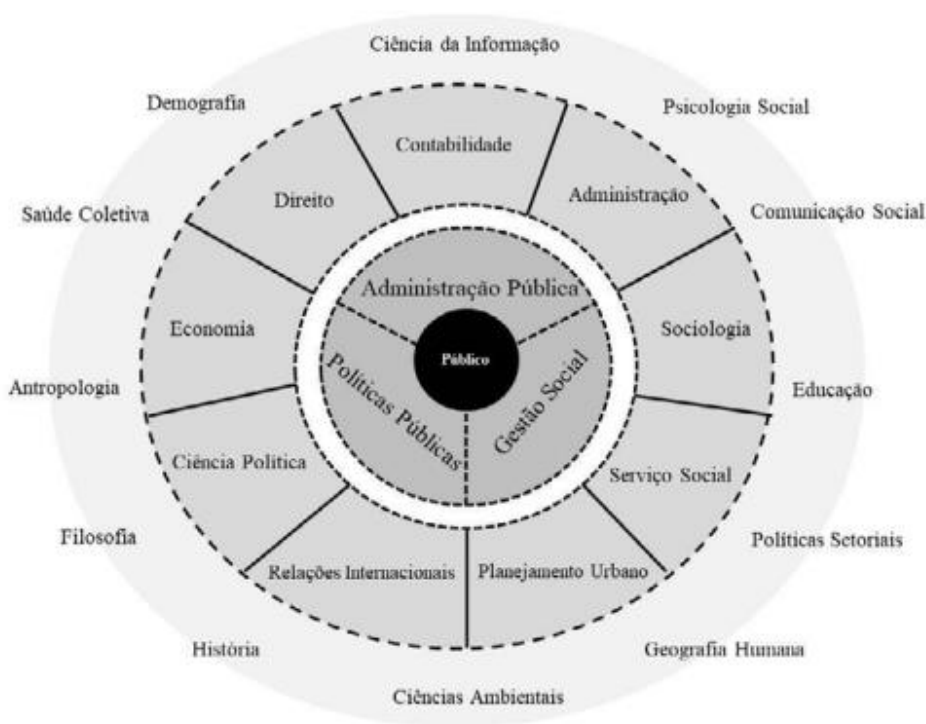 Ciência da Informação
Demografia
Psicologia Social
Contabilidade
Direito
Administração
Saúde Coletiva
Comunicação Social
Administração Pública
Economia
Sociologia
Público
Políticas Públicas
Gestão Social
Antropologia
Educação
Ciência Política
Serviço Social
Filosofia
Políticas Setoriais
Relações Internacionais
Planejamento Urbano
História
Geografia Humana
Ciências Ambientais